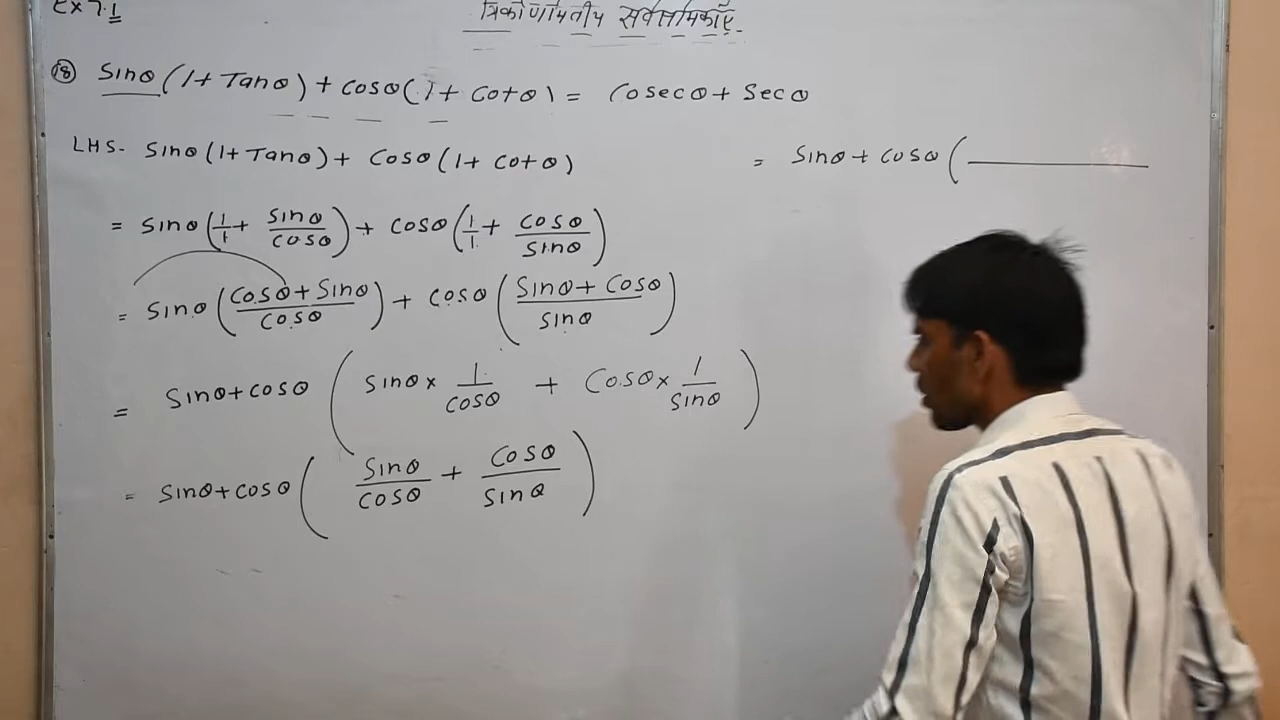 Ex 7.1
त्रिकोणमितीय सर्वसमिकाएँ
(18) Sinθ (1 + Tanθ) + Cosθ (1 + Cotθ) = Cosecθ + Secθ
LHS- Sinθ (1 + Tanθ) + Cosθ (1 + Cotθ)
= Sinθ (1/1 + Sinθ/Cosθ) + Cosθ (1/1 + Cosθ/Sinθ)
= Sinθ (Cosθ + Sinθ/Cosθ) + Cosθ (Sinθ + Cosθ/Sinθ)
= Sinθ + Cosθ (Sinθ × 1/Cosθ + Cosθ × 1/Sinθ)
= Sinθ + Cosθ (Sinθ/Cosθ + Cosθ/Sinθ)
= Sinθ + Cosθ (